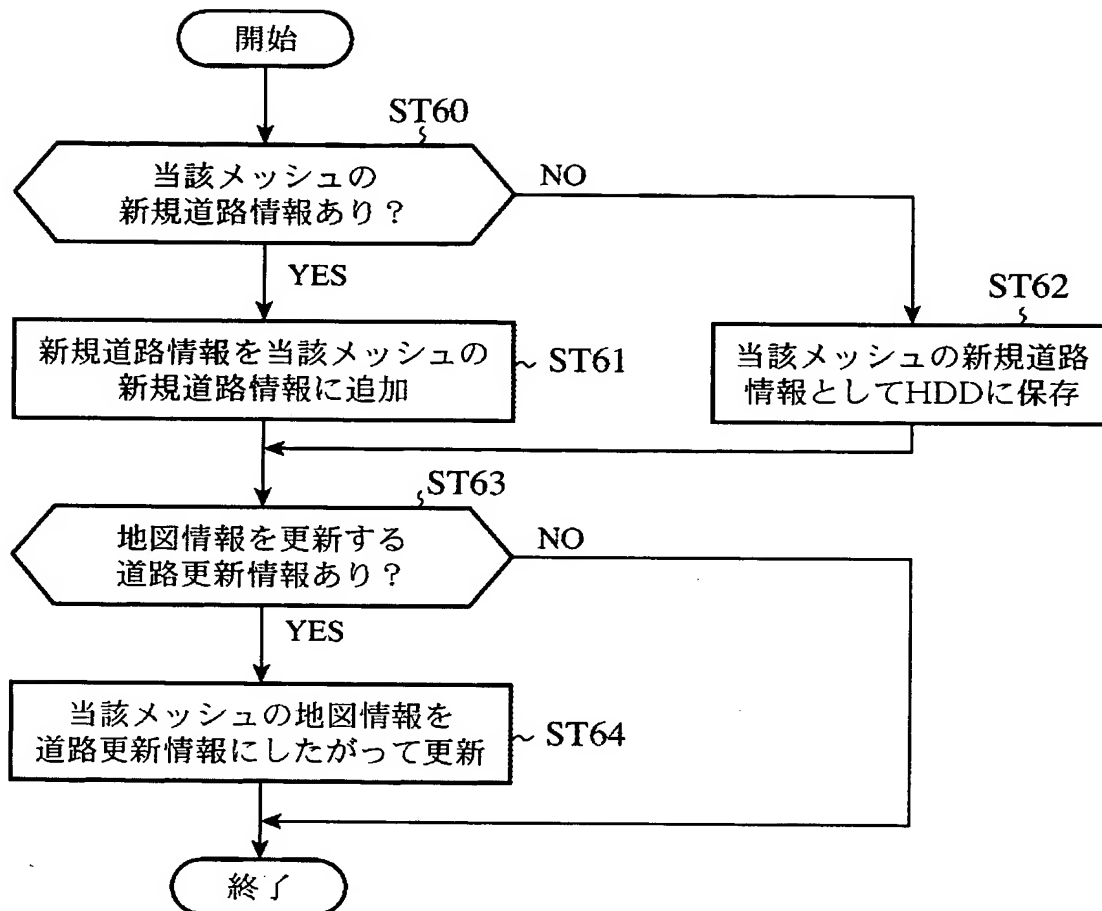 開始
ST60
当該メッシュの
新規道路情報あり？
NO
YES
新規道路情報を当該メッシュの
新規道路情報に追加
ST61
ST62
当該メッシュの新規道路
情報としてHDDに保存
ST63
地図情報を更新する
道路更新情報あり？
NO
YES
当該メッシュの地図情報を
道路更新情報にしたがって更新
ST64
終了